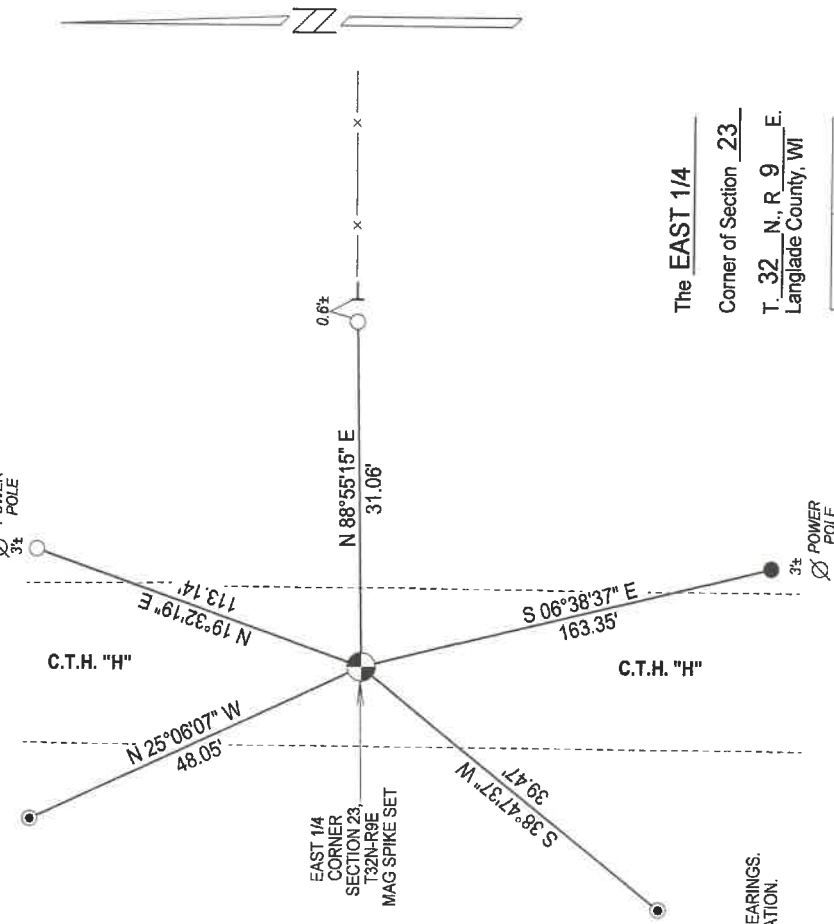 POLE
3'±
N
N 19°32'19" E
113.14'
C.T.H. "H"
N 25°06'07" W
48.05'
0.6'±
N 88°55'15" E
31.06'
EAST 1/4
CORNER
SECTION 23,
T32N-R9E
MAG SPIKE SET
S 06°38'37" E
163.35'
C.T.H. "H"
S 38°47'37" W
39.47'
3'±
POWER
POLE
The EAST 1/4
Corner of Section 23
T. 32 N., R 9 E.
Langlade County, WI
EARINGS.
ATION.